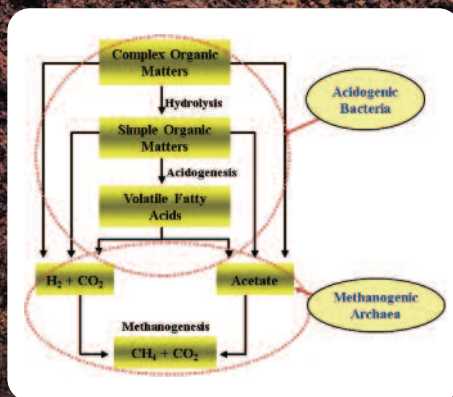 Complex Organic
Matters
Hydrolysis
Acidogenic
Bacteria
Simple Organic
Matters
Acidogenesis
Volatile Fatty
Acids
H₂ + CO₂
Acetate
Methanogenic
Archaea
Methanogenesis
CH₄ + CO₂